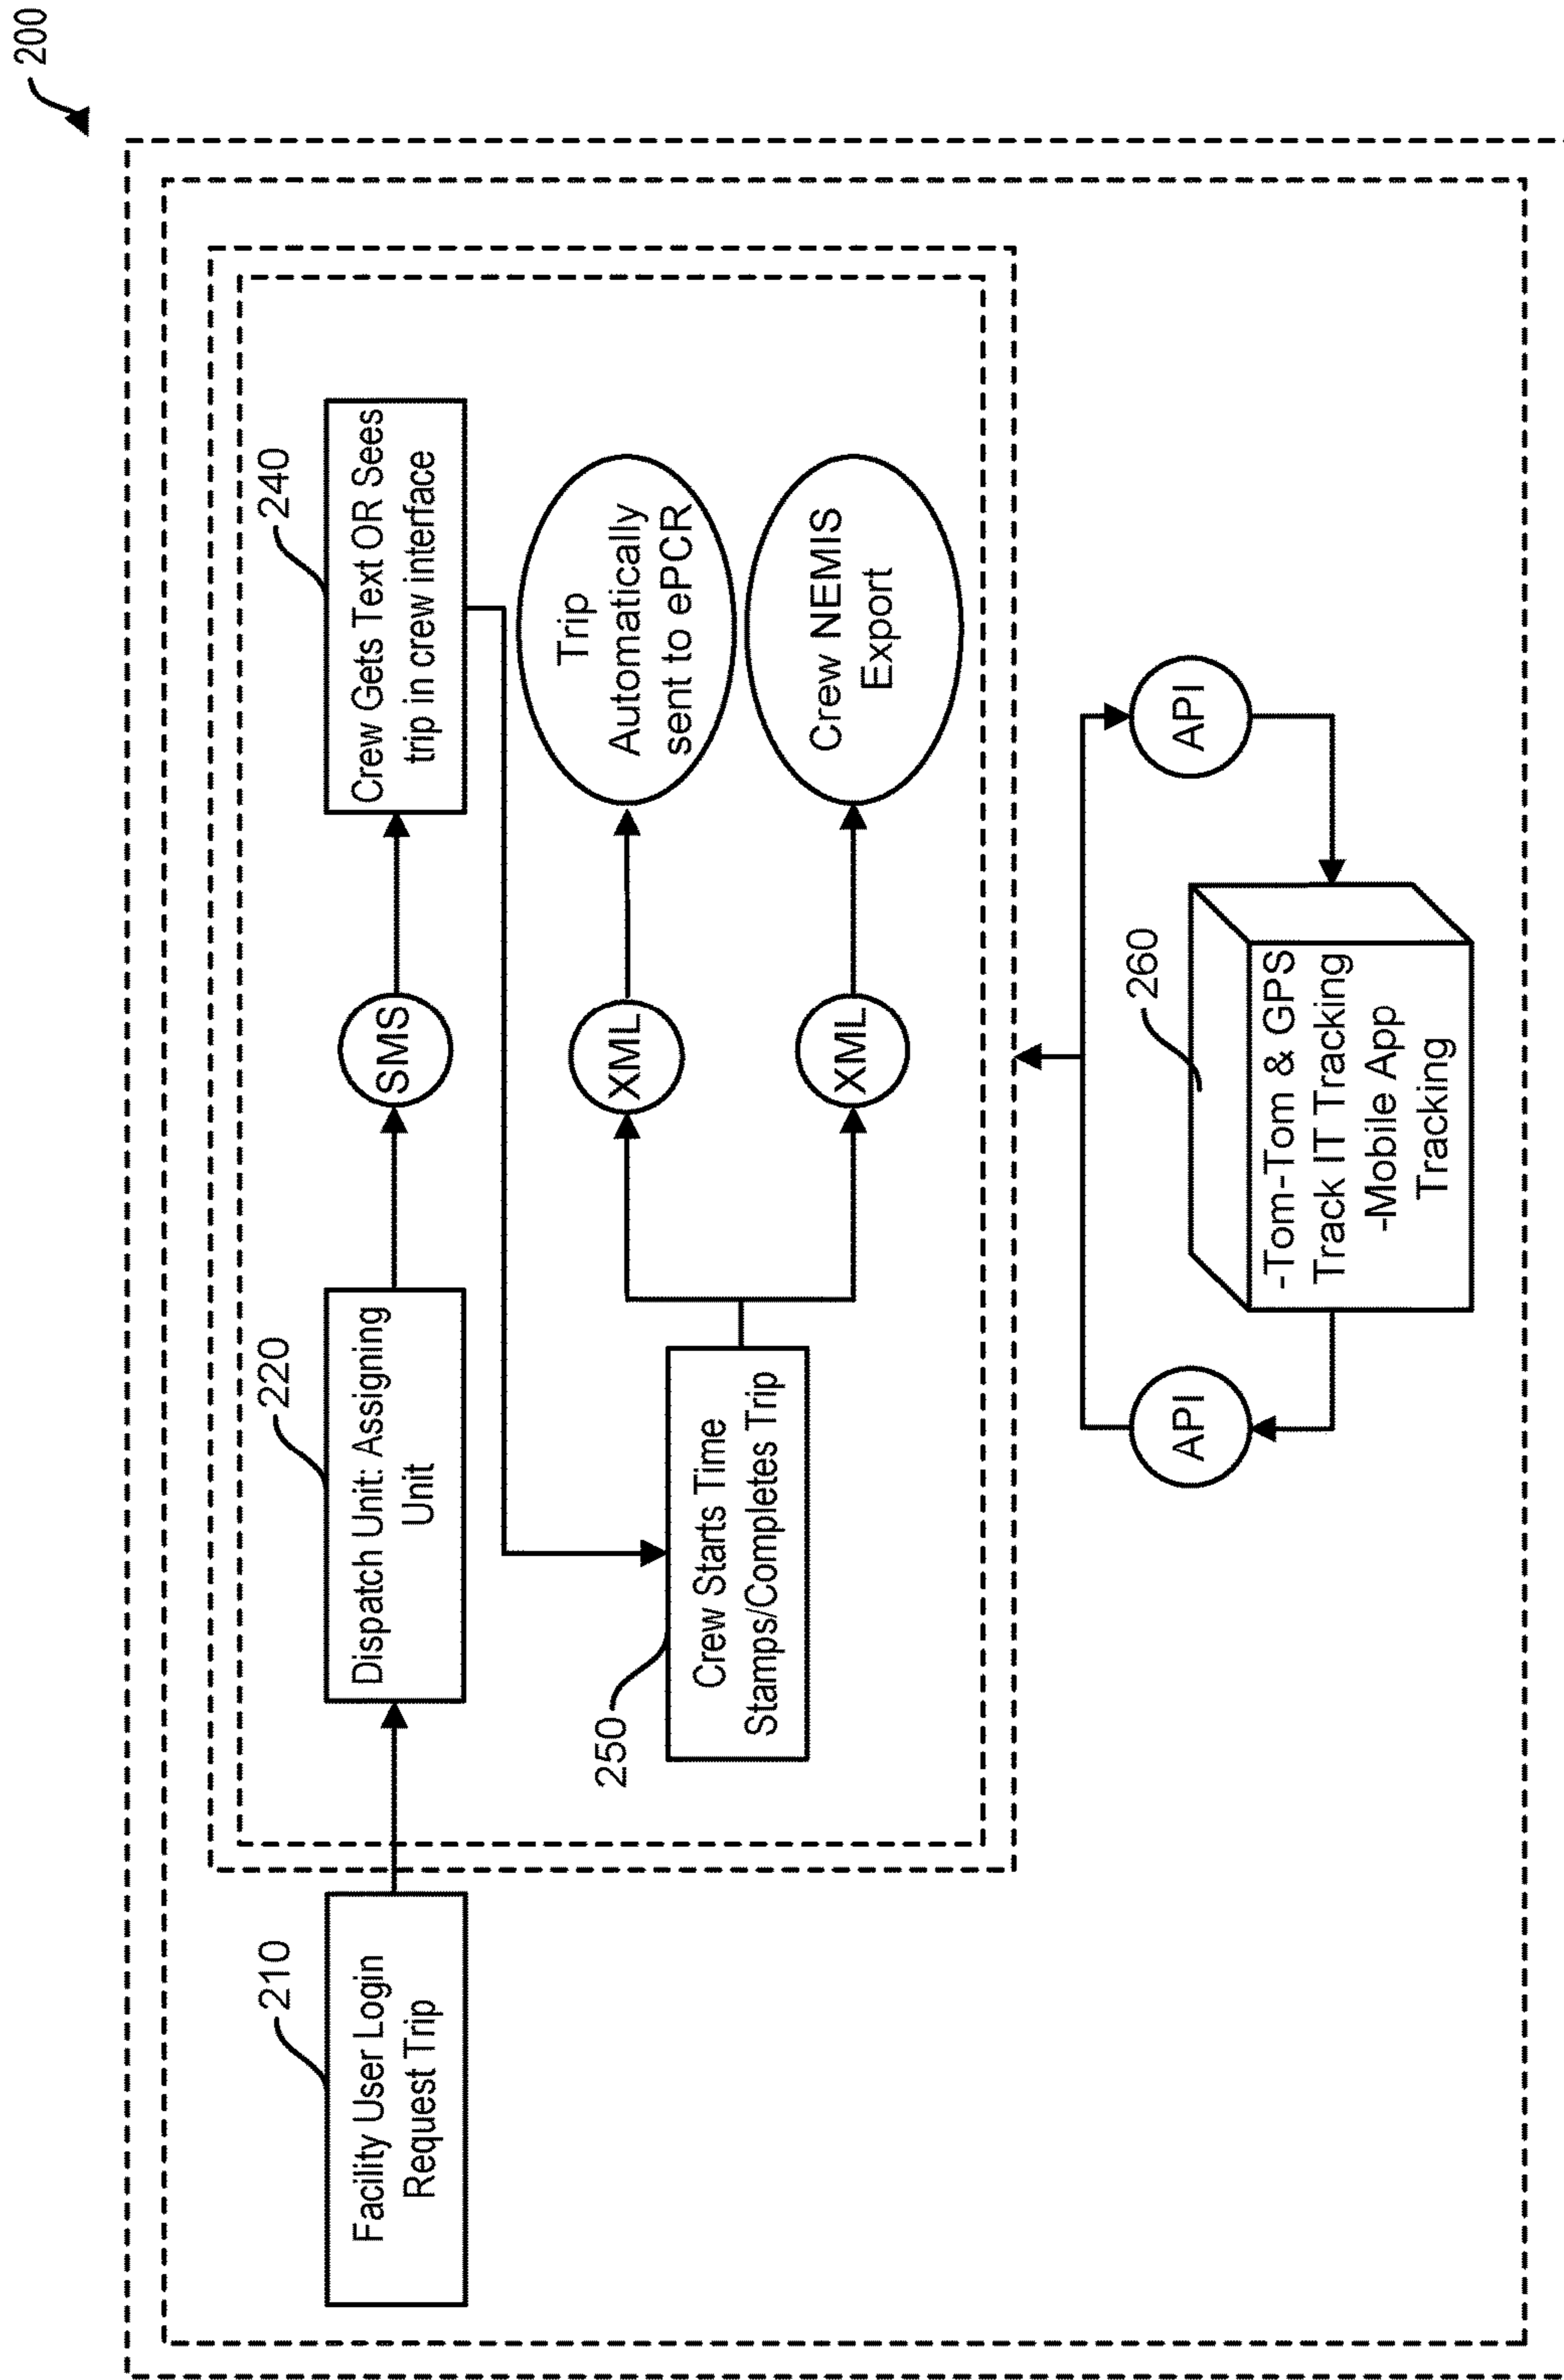 200
210
Facility User Login
Request Trip
220
Dispatch Unit: Assigning
Unit
SMS
240
Crew Gets Text OR Sees
trip in crew interface
250
Crew Starts Time
Stamps/Completes Trip
XML
Trip
Automatically
sent to ePCR
XML
Crew NEMIS
Export
API
260
-Tom-Tom & GPS
Track IT Tracking
-Mobile App
Tracking
API